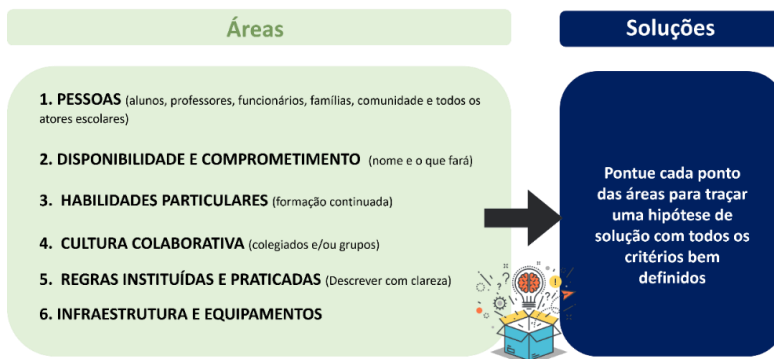 Áreas
Soluções
1. PESSOAS (alunos, professores, funcionários, famílias, comunidade e todos os
atores escolares)
2. DISPONIBILIDADE E COMPROMETIMENTO (nome e o que fará)
3. HABILIDADES PARTICULARES (formação continuada)
4. CULTURA COLABORATIVA (colegiados e/ou grupos)
5. REGRAS INSTITUÍDAS E PRATICADAS (Descrever com clareza)
6. INFRAESTRUTURA E EQUIPAMENTOS
Pontue cada ponto
das áreas para traçar
uma hipótese de
solução com todos os
critérios bem
definidos